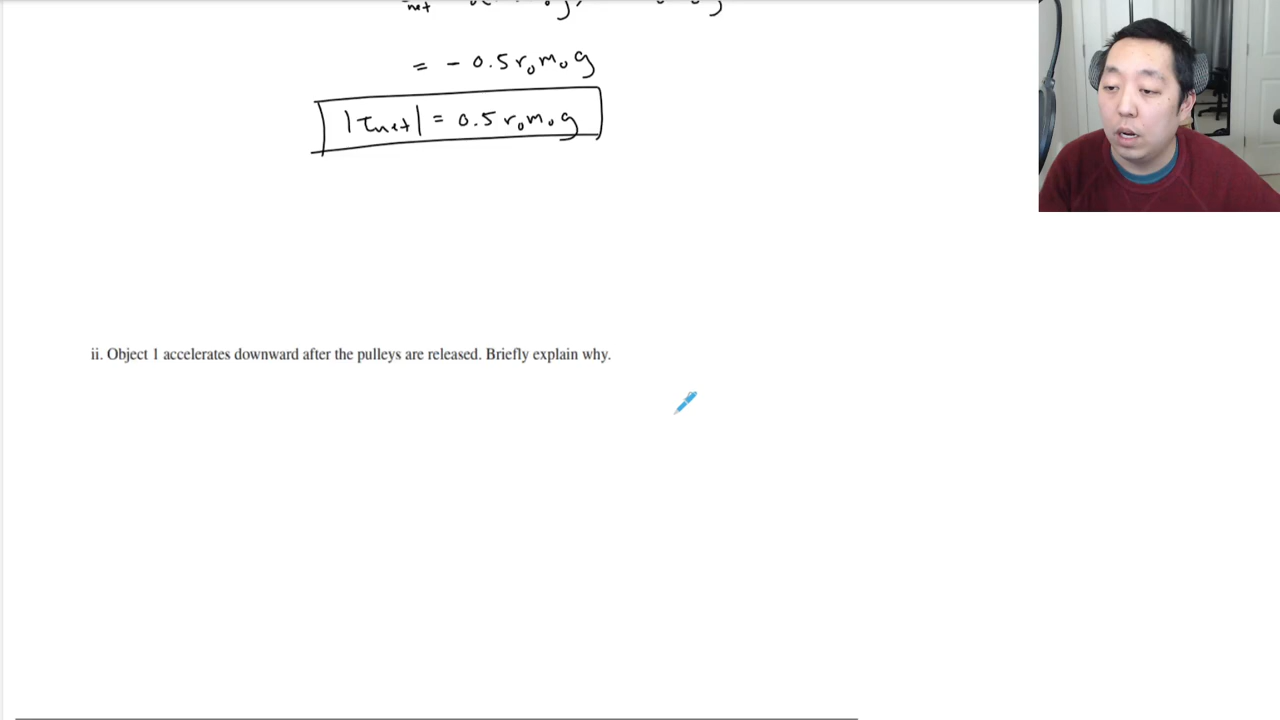 = - 0.5 r₀m₀g
|τnet| = 0.5 r₀m₀g
ii. Object 1 accelerates downward after the pulleys are released. Briefly explain why.